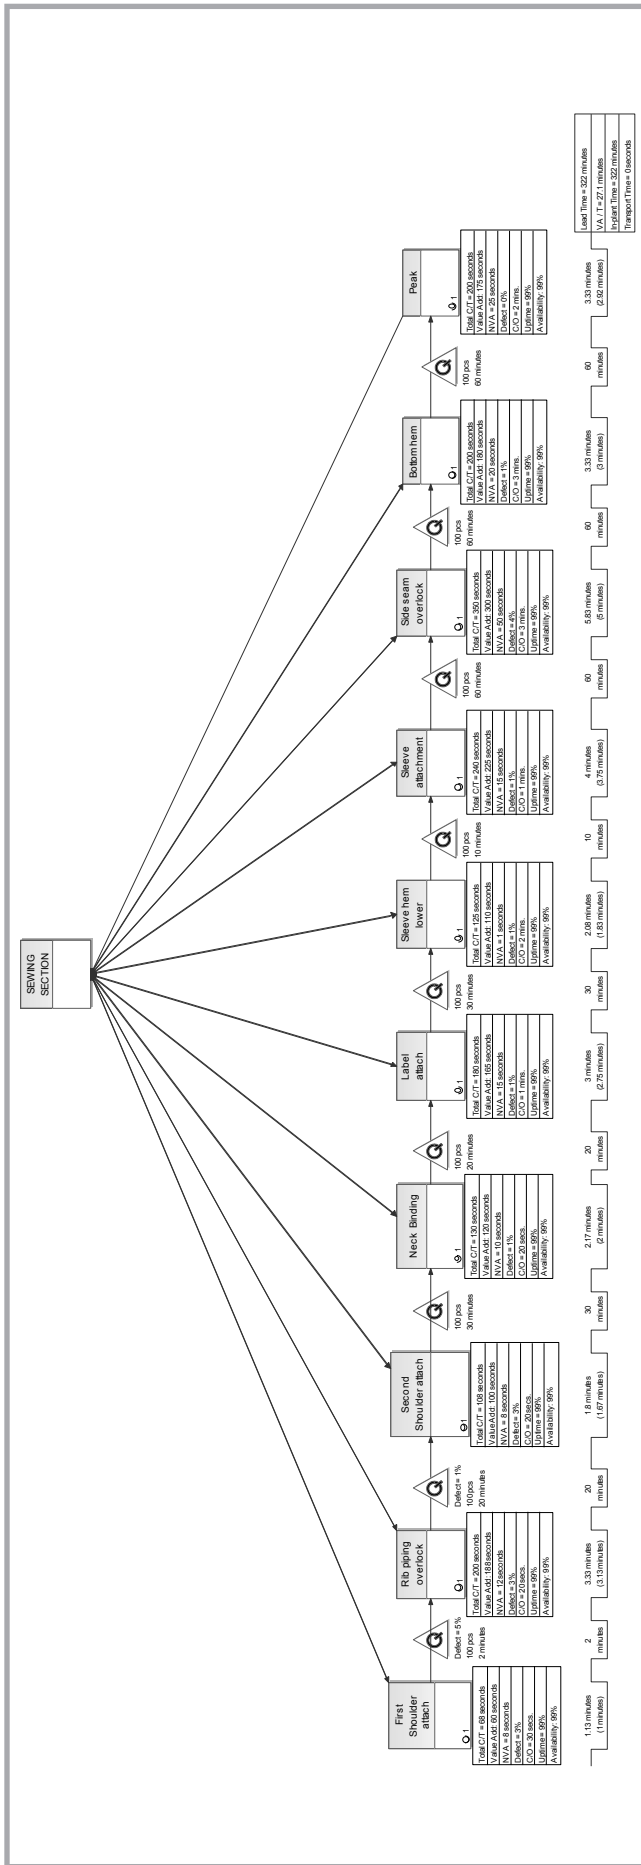 SEWING
SECTION
First
Shoulder
attach
1
Total C/T = 68 seconds
Value Add: 60 seconds
NVA = 8 seconds
Defect = 3%
C/O = 30 secs.
Uptime = 99%
Availability: 99%
Q
Defect = 5%
100 pcs
2 minutes
Rib piping
overlock
1
Total C/T = 200 seconds
Value Add: 188 seconds
NVA = 12 seconds
Defect = 3%
C/O = 20 secs.
Uptime = 99%
Availability: 99%
Q
Defect = 1%
100 pcs
20 minutes
Second
Shoulder attach
1
Total C/T = 108 seconds
Value Add: 100 seconds
NVA = 8 seconds
Defect = 3%
C/O = 20 secs.
Uptime = 99%
Availability: 99%
Q
100 pcs
30 minutes
Neck Binding
1
Total C/T = 130 seconds
Value Add: 120 seconds
NVA = 10 seconds
Defect = 1%
C/O = 20 secs.
Uptime = 99%
Availability: 99%
Q
100 pcs
20 minutes
Label
attach
1
Total C/T = 180 seconds
Value Add: 165 seconds
NVA = 15 seconds
Defect = 1%
C/O = 1 mins.
Uptime = 99%
Availability: 99%
Q
100 pcs
30 minutes
Sleeve hem
lower
1
Total C/T = 125 seconds
Value Add: 110 seconds
NVA = 1 seconds
Defect = 1%
C/O = 2 mins.
Uptime = 99%
Availability: 99%
Q
100 pcs
10 minutes
Sleeve
attachment
1
Total C/T = 240 seconds
Value Add: 225 seconds
NVA = 15 seconds
Defect = 1%
C/O = 1 mins.
Uptime = 99%
Availability: 99%
Q
100 pcs
60 minutes
Side seam
overlock
1
Total C/T = 350 seconds
Value Add: 300 seconds
NVA = 50 seconds
Defect = 4%
C/O = 3 mins.
Uptime = 99%
Availability: 99%
Q
100 pcs
60 minutes
Bottom hem
1
Total C/T = 200 seconds
Value Add: 180 seconds
NVA = 20 seconds
Defect = 1%
C/O = 3 mins.
Uptime = 99%
Availability: 99%
Q
100 pcs
60 minutes
Peak
1
Total C/T = 200 seconds
Value Add: 175 seconds
NVA = 25 seconds
Defect = 0%
C/O = 2 mins.
Uptime = 99%
Availability: 99%
1.13 minutes
(1 minutes)
2
minutes
3.33 minutes
(3.13 minutes)
20
minutes
1.8 minutes
(1.67 minutes)
30
minutes
2.17 minutes
(2 minutes)
20
minutes
3 minutes
(2.75 minutes)
30
minutes
2.08 minutes
(1.83 minutes)
10
minutes
4 minutes
(3.75 minutes)
60
minutes
5.83 minutes
(5 minutes)
60
minutes
3.33 minutes
(3 minutes)
60
minutes
3.33 minutes
(2.92 minutes)
Lead Time = 322 minutes
VA / T = 27.1 minutes
In-plant Time = 322 minutes
Transport Time = 0 seconds